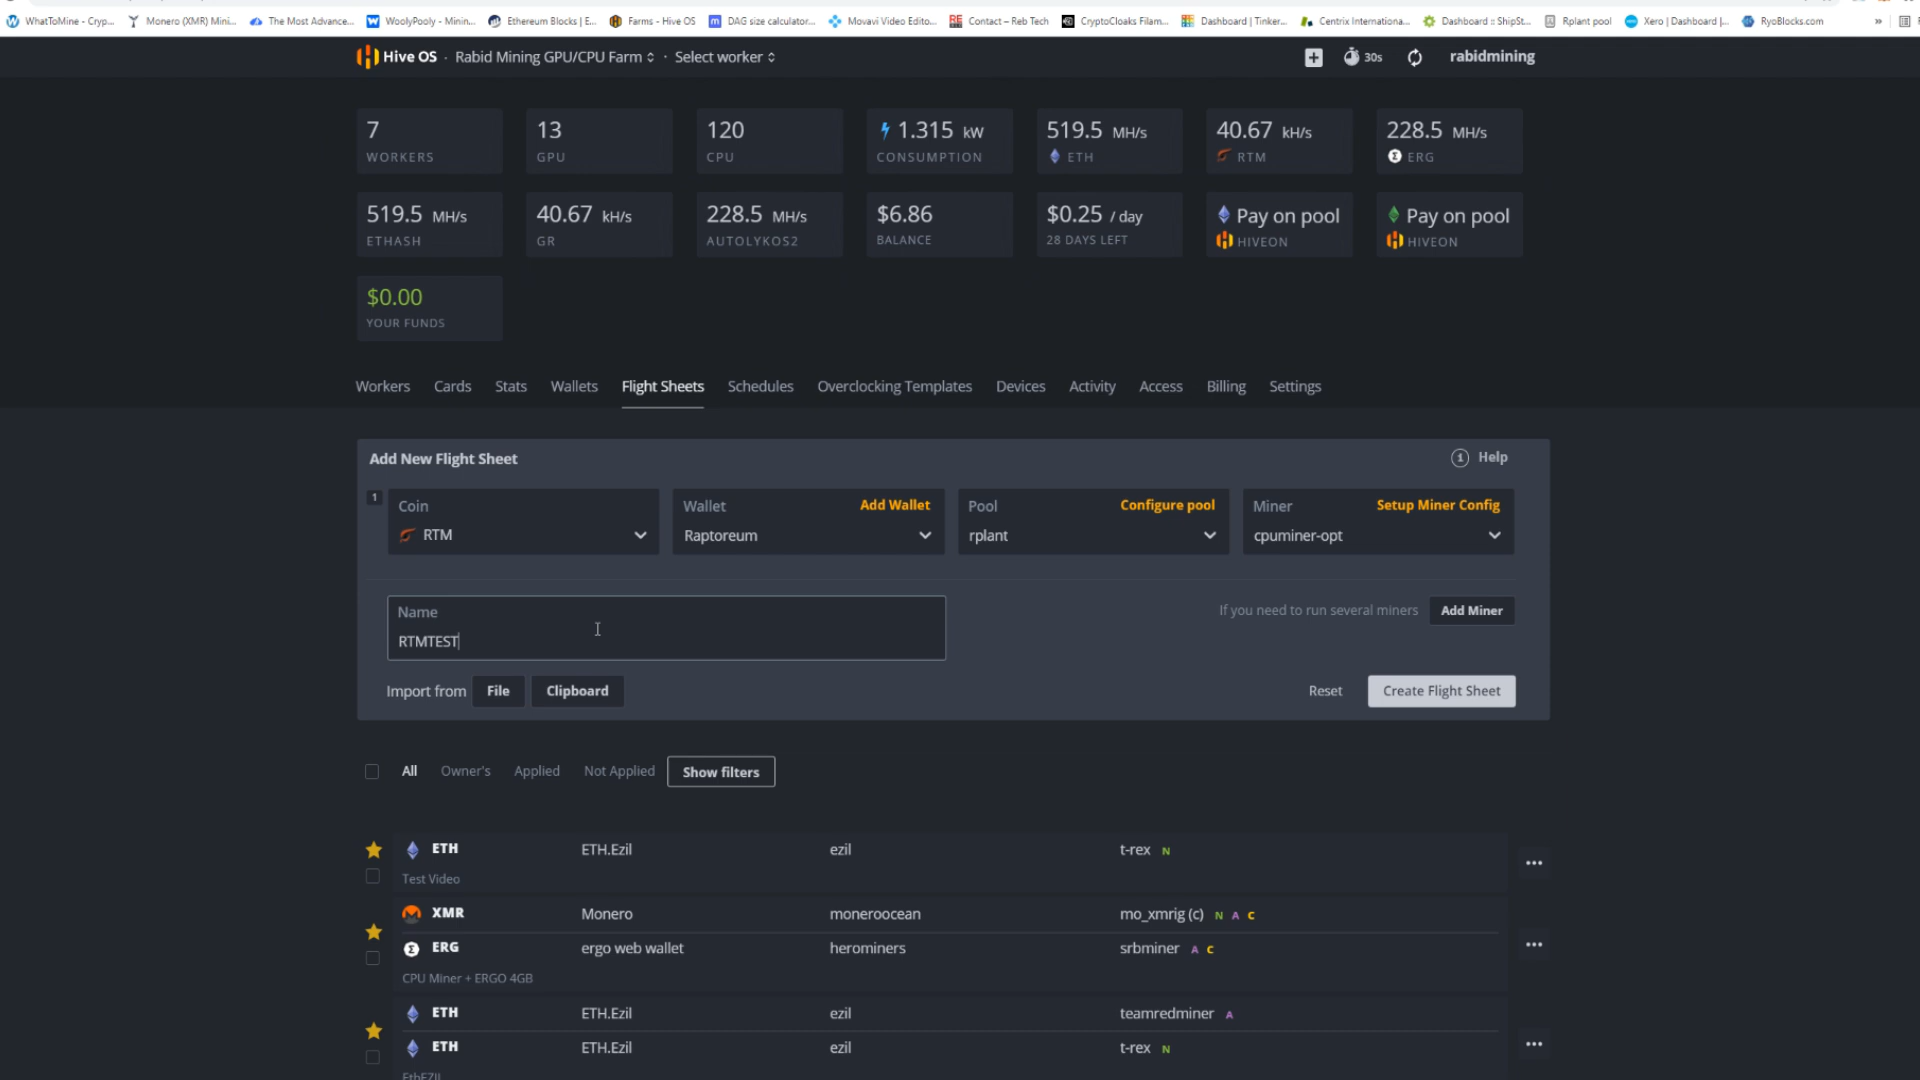 WhatToMine - Cryp... Monero (XMR) Mini... The Most Advance... WoolyPooly - Minin... Ethereum Blocks | E... Farms - Hive OS DAG size calculator... Movavi Video Edito... Contact – Reb Tech CryptoCloaks Filam... Dashboard | Tinker... Centrix Internationa... Dashboard :: ShipSt... Rplant pool Xero | Dashboard |... RyoBlocks.com »
Hive OS · Rabid Mining GPU/CPU Farm · Select worker 30s rabidmining
7 13 120 1.315 kW 519.5 MH/s 40.67 kH/s 228.5 MH/s
WORKERS GPU CPU CONSUMPTION ETH RTM ERG
519.5 MH/s 40.67 kH/s 228.5 MH/s $6.86 $0.25 / day Pay on pool Pay on pool
ETHASH GR AUTOLYKOS2 BALANCE 28 DAYS LEFT HIVEON HIVEON
$0.00
YOUR FUNDS
Workers Cards Stats Wallets Flight Sheets Schedules Overclocking Templates Devices Activity Access Billing Settings
Add New Flight Sheet Help
1 Coin Wallet Add Wallet Pool Configure pool Miner Setup Miner Config
RTM Raptoreum rplant cpuminer-opt
Name
If you need to run several miners Add Miner
RTMTEST
Import from File Clipboard Reset Create Flight Sheet
All Owner's Applied Not Applied Show filters
ETH ETH.Ezil ezil t-rex N
Test Video
XMR Monero moneroocean mo_xmrig (c) N A C
ERG ergo web wallet herominers srbminer A C
CPU Miner + ERGO 4GB
ETH ETH.Ezil ezil teamredminer A
ETH ETH.Ezil ezil t-rex N
EthEZIL